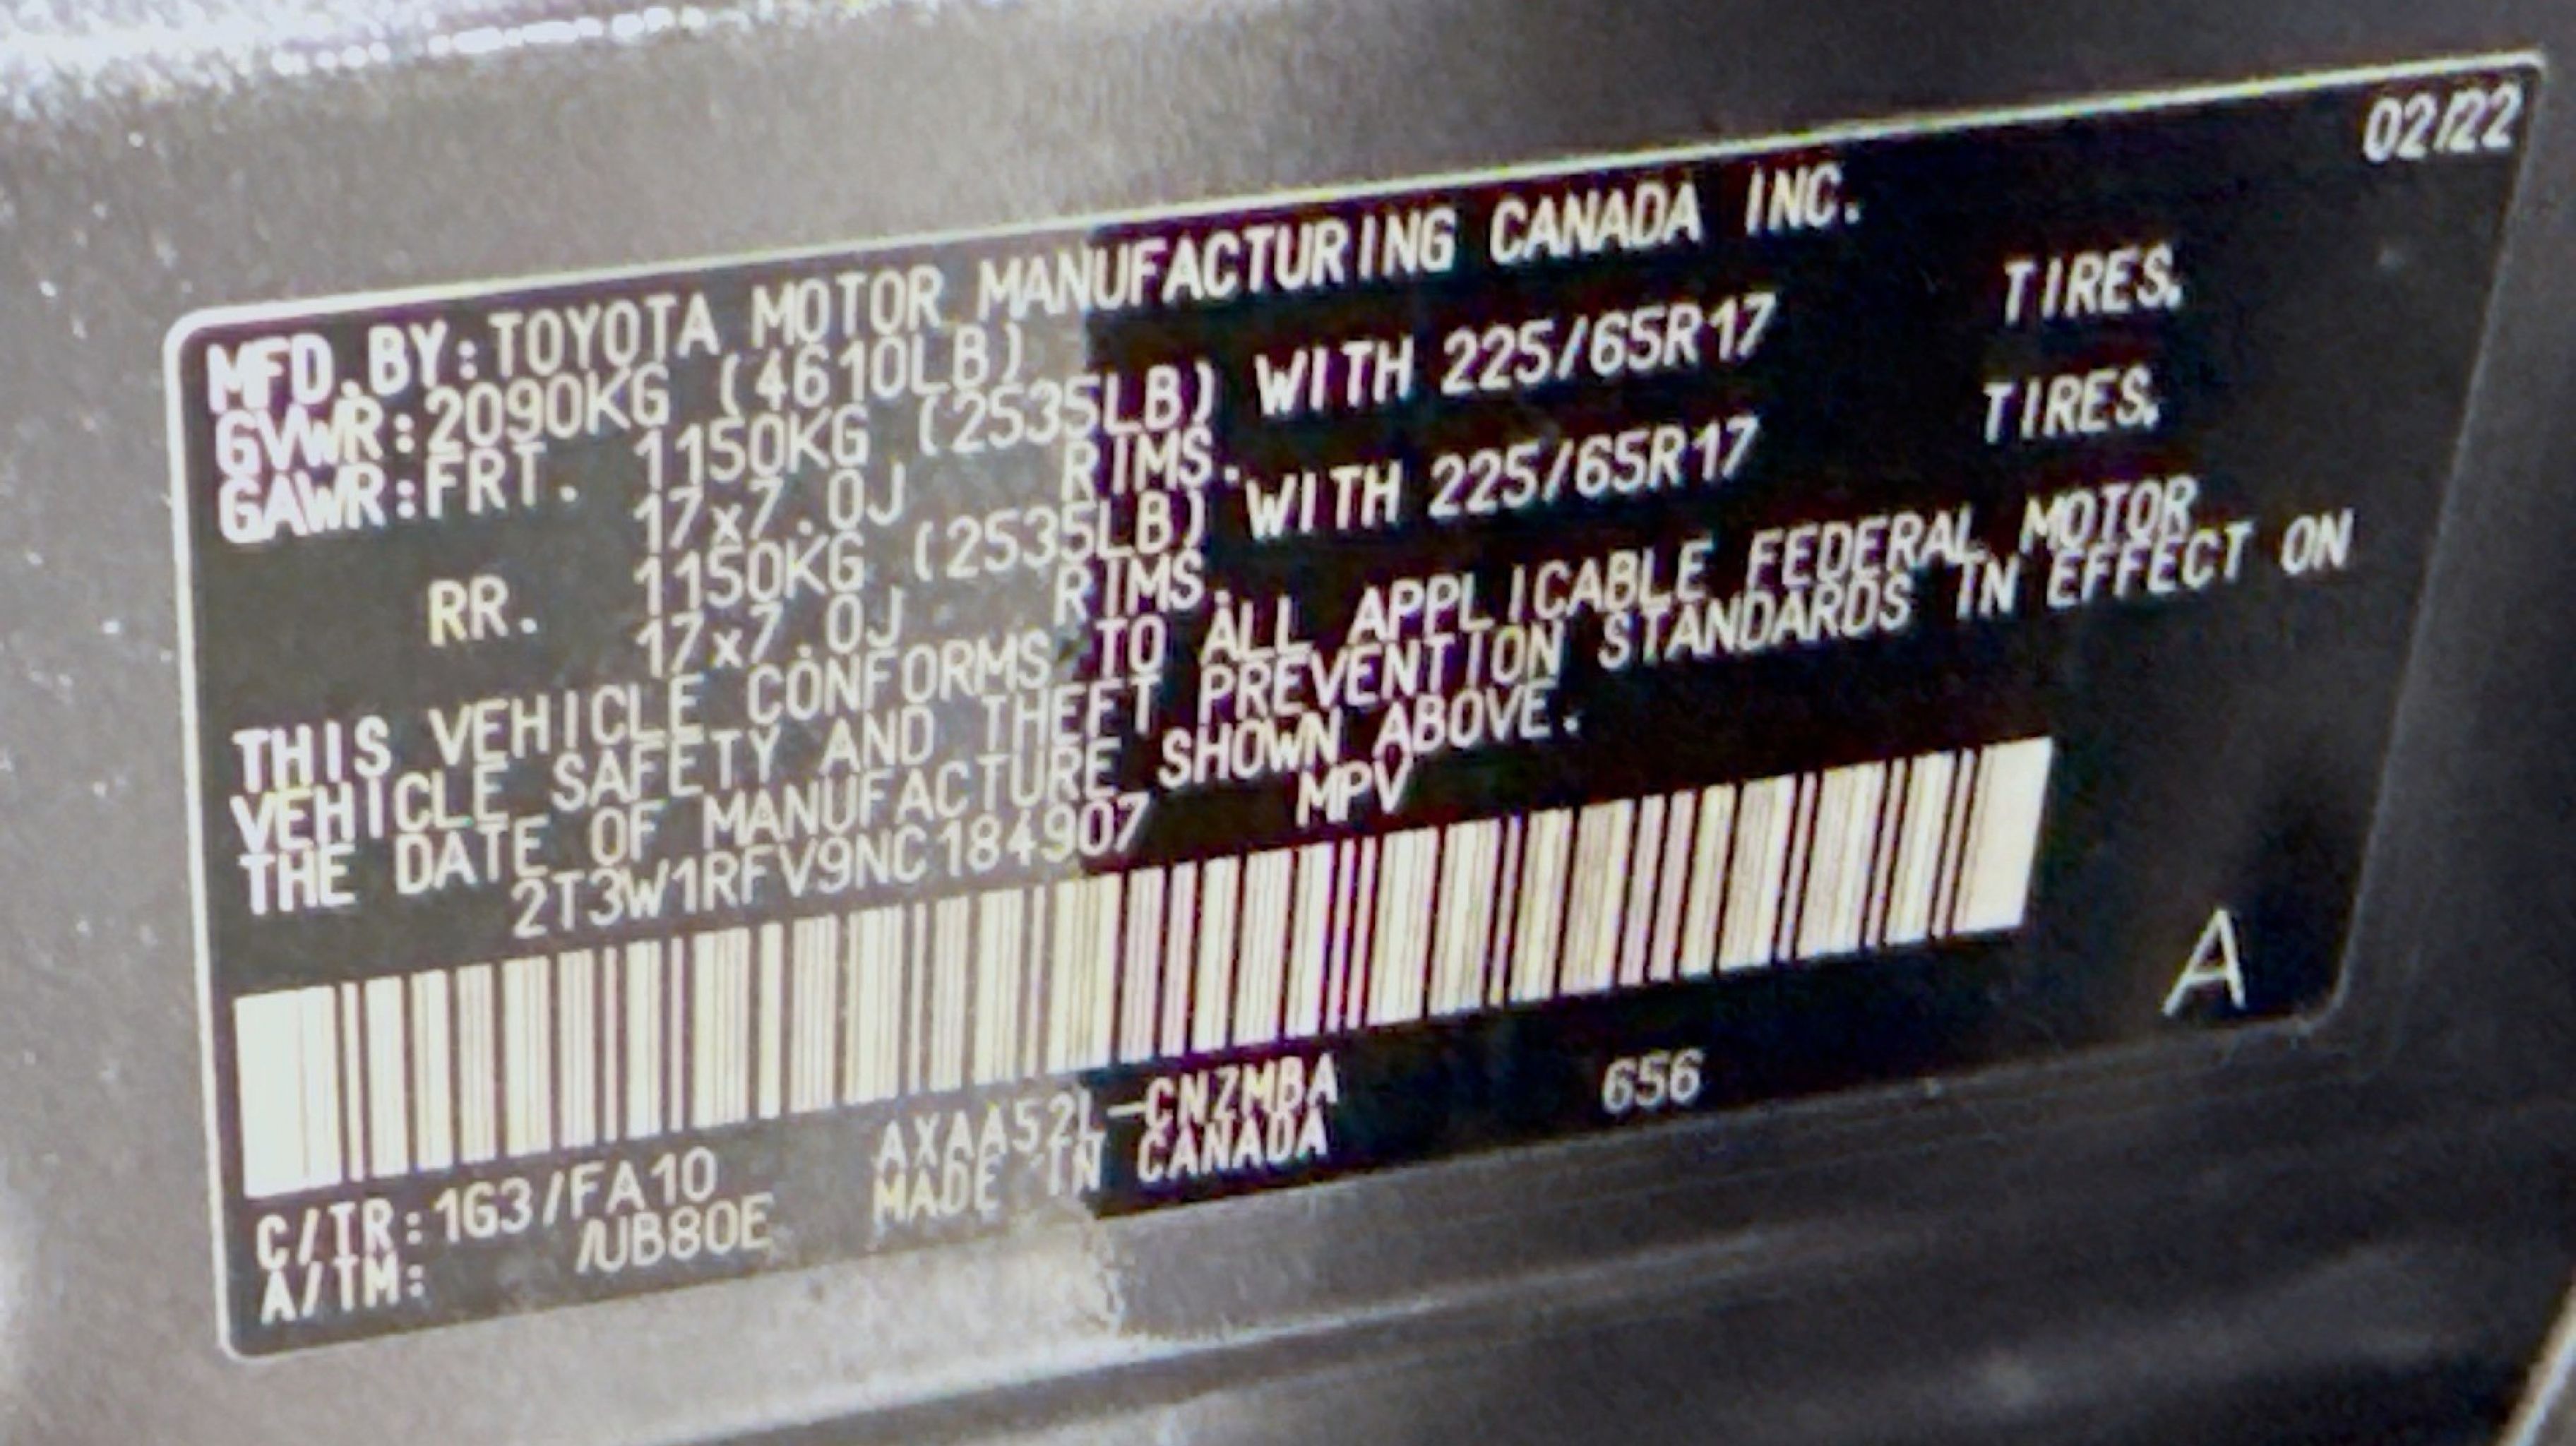 02/22
MFD.BY:TOYOTA MOTOR MANUFACTURING CANADA INC.
GVWR:2090KG (4610LB)
GAWR:FRT. 1150KG (2535LB) WITH 225/65R17 TIRES,
17x7.0J RIMS.
RR. 1150KG (2535LB) WITH 225/65R17 TIRES,
17x7.0J RIMS.
THIS VEHICLE CONFORMS TO ALL APPLICABLE FEDERAL MOTOR
VEHICLE SAFETY AND THEFT PREVENTION STANDARDS IN EFFECT ON
THE DATE OF MANUFACTURE SHOWN ABOVE.
2T3W1RFV9NC184907 MPV
A
C/TR:1G3/FA10 AXAA52L-CNZMBA 656
A/TM: /UB80E MADE IN CANADA